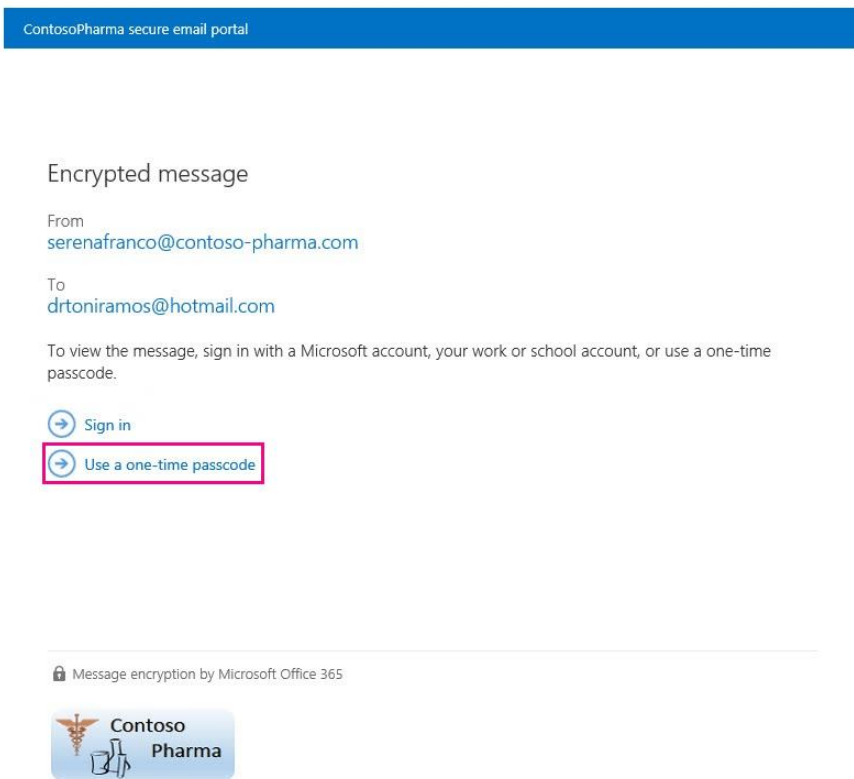 ContosoPharma secure email portal
Encrypted message
From
serenafranco@contoso-pharma.com
To
drtoniramos@hotmail.com
To view the message, sign in with a Microsoft account, your work or school account, or use a one-time
passcode.
Sign in
Use a one-time passcode
Message encryption by Microsoft Office 365
Contoso
Pharma